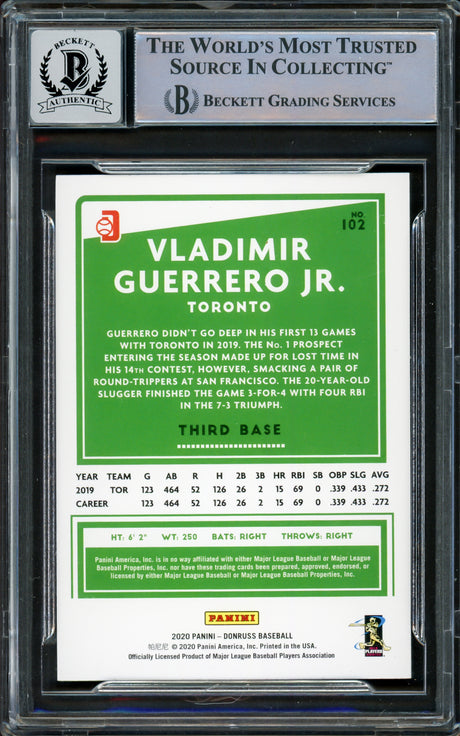 BECKETT
B
AUTHENTIC
THE WORLD'S MOST TRUSTED
SOURCE IN COLLECTING™
B BECKETT GRADING SERVICES
NO.
102
VLADIMIR
GUERRERO JR.
TORONTO
GUERRERO DIDN'T GO DEEP IN HIS FIRST 13 GAMES
WITH TORONTO IN 2019. THE No. 1 PROSPECT
ENTERING THE SEASON MADE UP FOR LOST TIME IN
HIS 14TH CONTEST, HOWEVER, SMACKING A PAIR OF
ROUND-TRIPPERS AT SAN FRANCISCO. THE 20-YEAR-OLD
SLUGGER FINISHED THE GAME 3-FOR-4 WITH FOUR RBI
IN THE 7-3 TRIUMPH.
THIRD BASE
YEAR TEAM G AB R H 2B 3B HR RBI SB OBP SLG AVG
2019 TOR 123 464 52 126 26 2 15 69 0 .339 .433 .272
CAREER 123 464 52 126 26 2 15 69 0 .339 .433 .272
HT: 6' 2" WT: 250 BATS: RIGHT THROWS: RIGHT
Panini America, Inc. is in no way affiliated with either Major League Baseball or Major League
Baseball Properties, Inc. nor have these trading cards been prepared, approved, endorsed, or
licensed by either Major League Baseball or Major League Baseball Properties, Inc.
PANINI
2020 PANINI – DONRUSS BASEBALL
帕尼尼 © 2020 Panini America, Inc. Printed in the USA.
Officially Licensed Product of Major League Baseball Players Association
PLAYERS